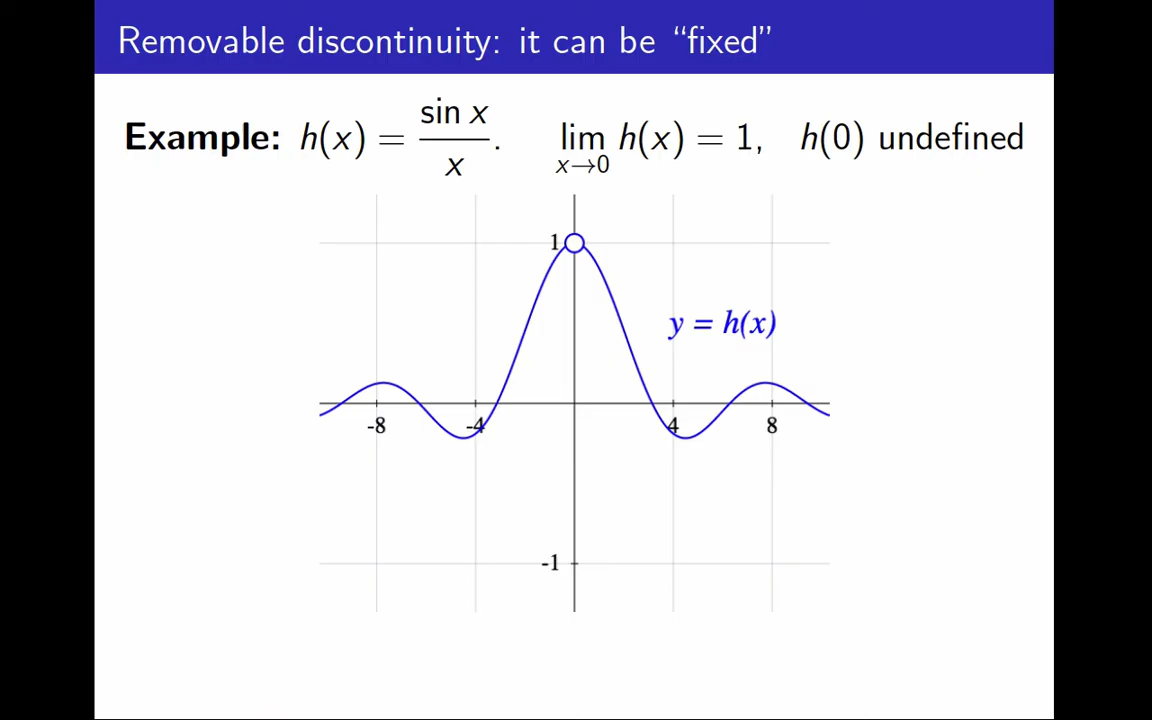 Removable discontinuity: it can be “fixed”
Example: h(x) = sin x / x. lim x→0 h(x) = 1, h(0) undefined
1
y = h(x)
-8 -4 4 8
-1